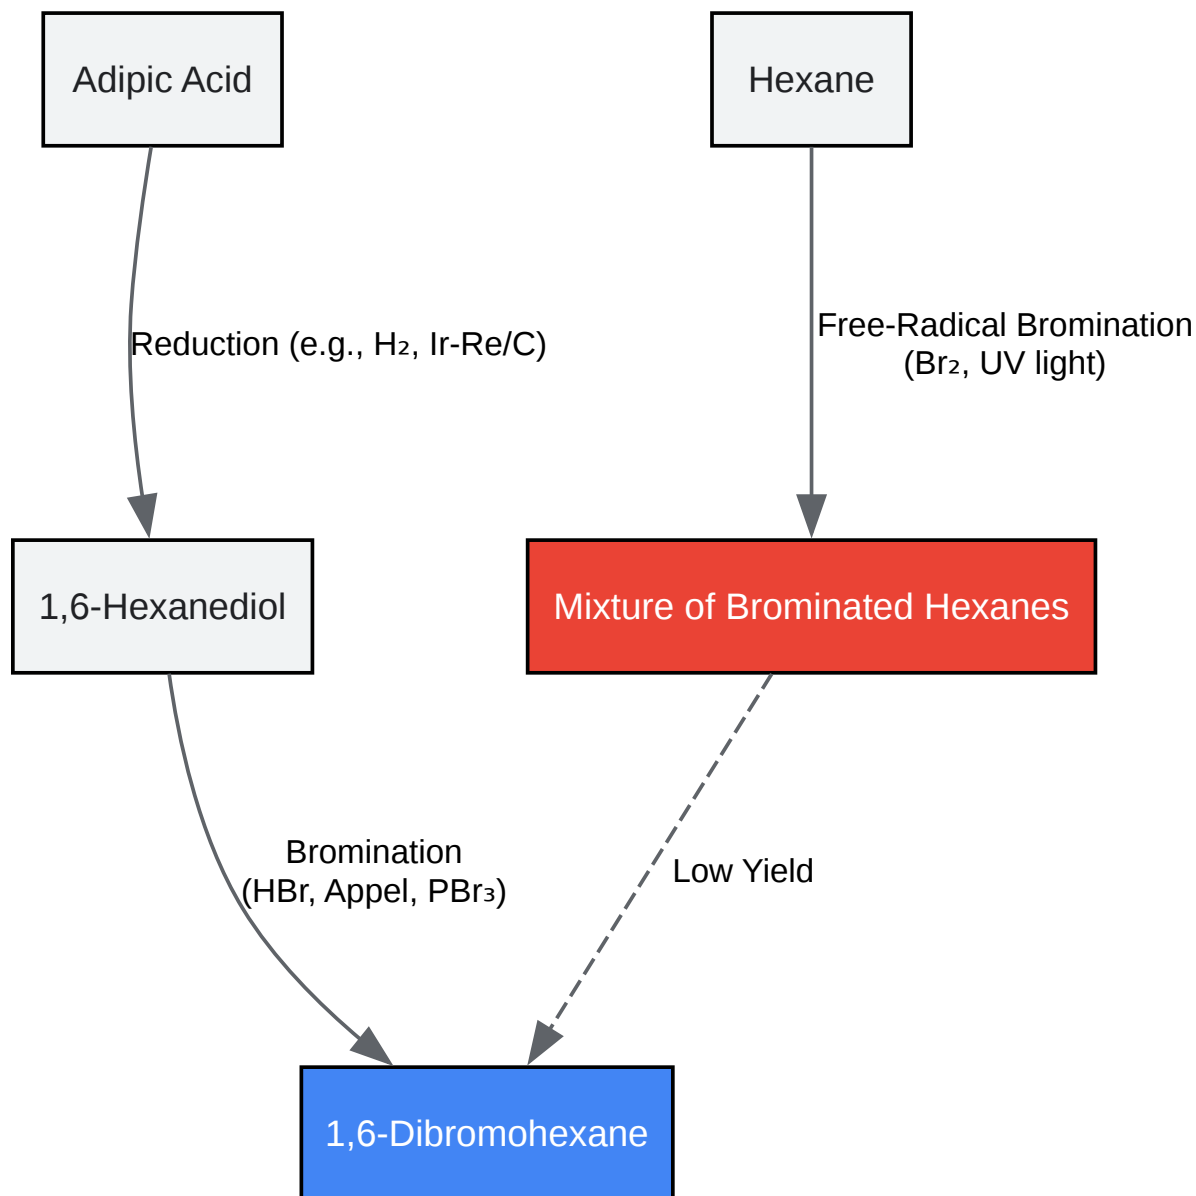 Adipic Acid
Hexane
Reduction (e.g., H₂, Ir-Re/C)
Free-Radical Bromination
(Br₂, UV light)
1,6-Hexanediol
Mixture of Brominated Hexanes
Bromination
(HBr, Appel, PBr₃)
Low Yield
1,6-Dibromohexane